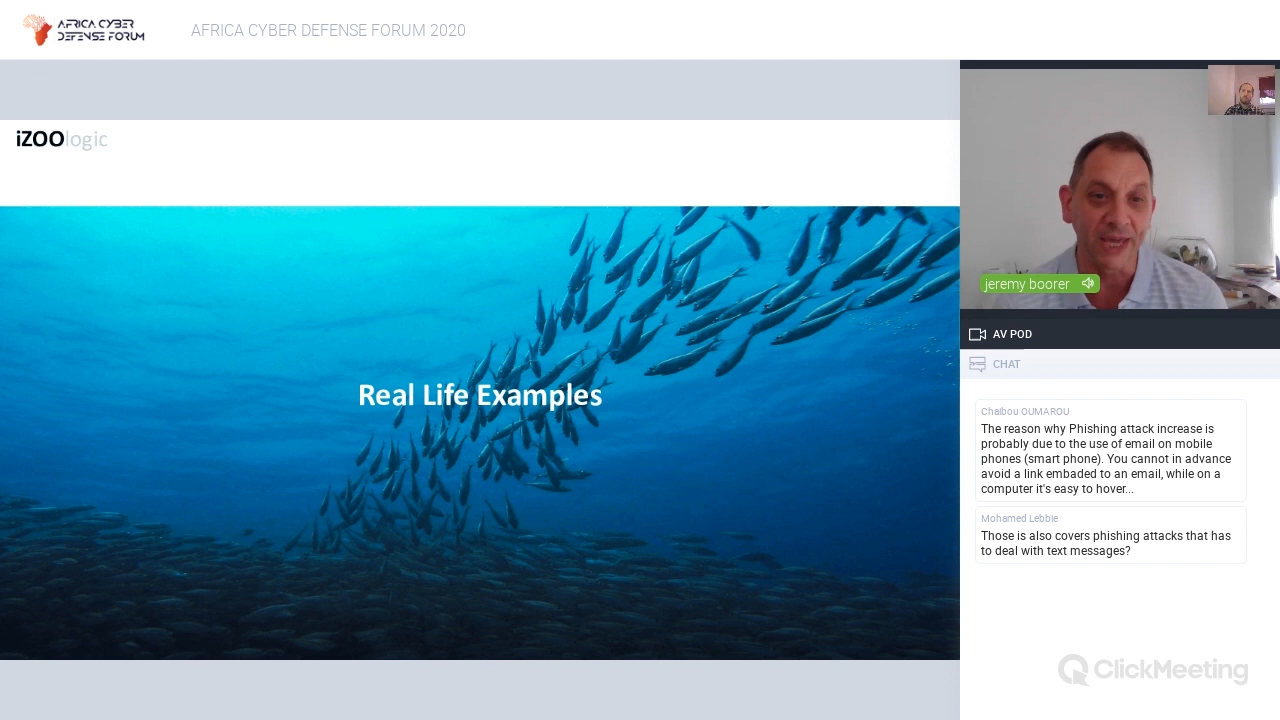 AFRICA CYBER
DEFENSE FORUM
AFRICA CYBER DEFENSE FORUM 2020
iZOOlogic
Real Life Examples
jeremy boorer
AV POD
CHAT
Chaibou OUMAROU
The reason why Phishing attack increase is
probably due to the use of email on mobile
phones (smart phone). You cannot in advance
avoid a link embaded to an email, while on a
computer it's easy to hover...
Mohamed Lebbie
Those is also covers phishing attacks that has
to deal with text messages?
ClickMeeting